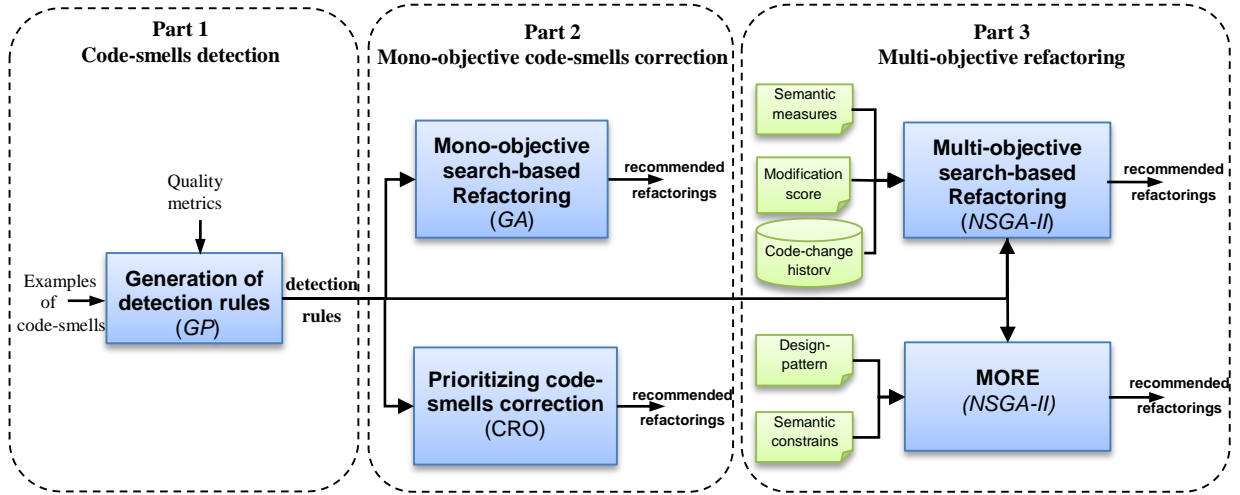 Part 1
Code-smells detection
Quality
metrics
Examples
of
code-smells
Generation of
detection rules
(GP)
detection
rules
Part 2
Mono-objective code-smells correction
Mono-objective
search-based
Refactoring
(GA)
recommended
refactorings
Prioritizing code-
smells correction
(CRO)
recommended
refactorings
Part 3
Multi-objective refactoring
Semantic
measures
Modification
score
Code-change
history
Multi-objective
search-based
Refactoring
(NSGA-II)
recommended
refactorings
Design-
pattern
Semantic
constrains
MORE
(NSGA-II)
recommended
refactorings